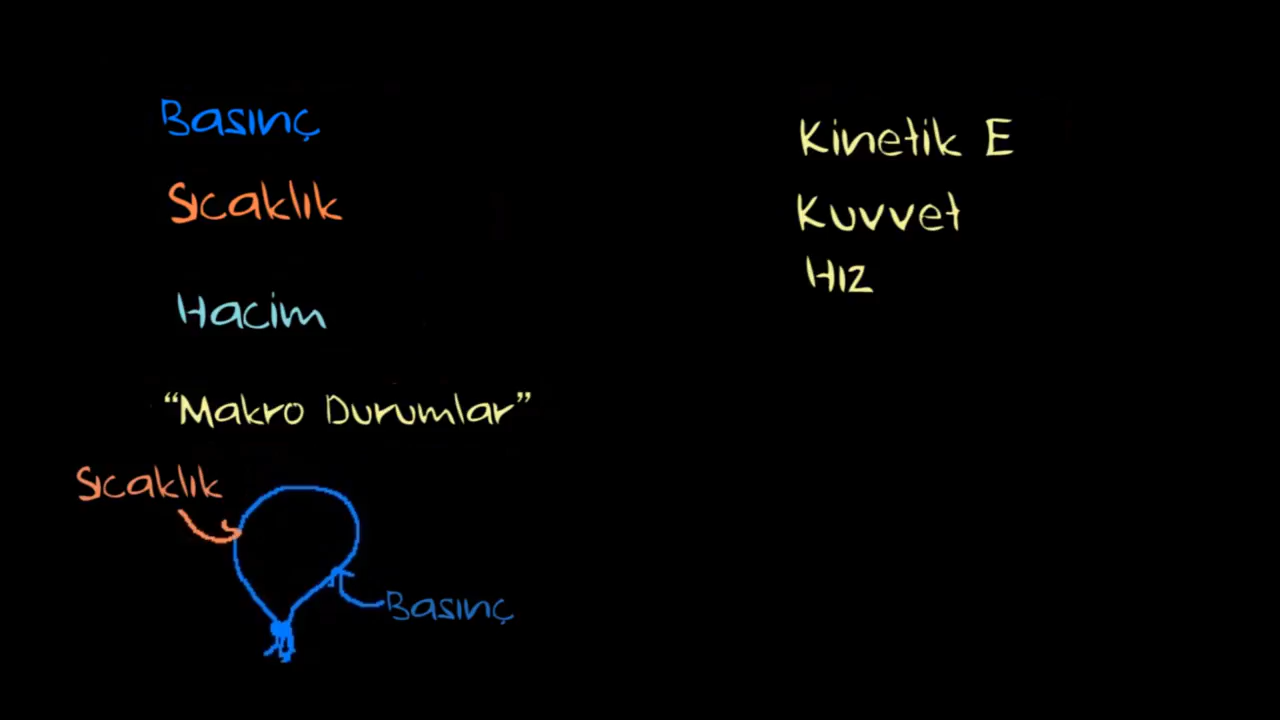 Basınç
Sıcaklık
Hacim
“Makro Durumlar”
Sıcaklık
Basınç
Kinetik E
Kuvvet
Hız